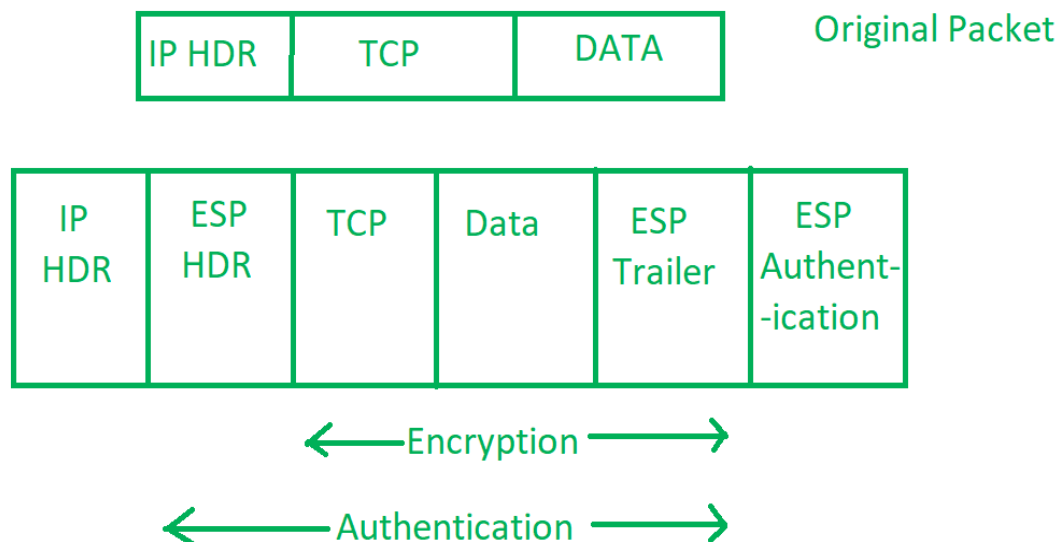 IP HDR TCP DATA Original Packet
IP HDR
ESP HDR
TCP
Data
ESP Trailer
ESP Authent-
-ication
Encryption
Authentication